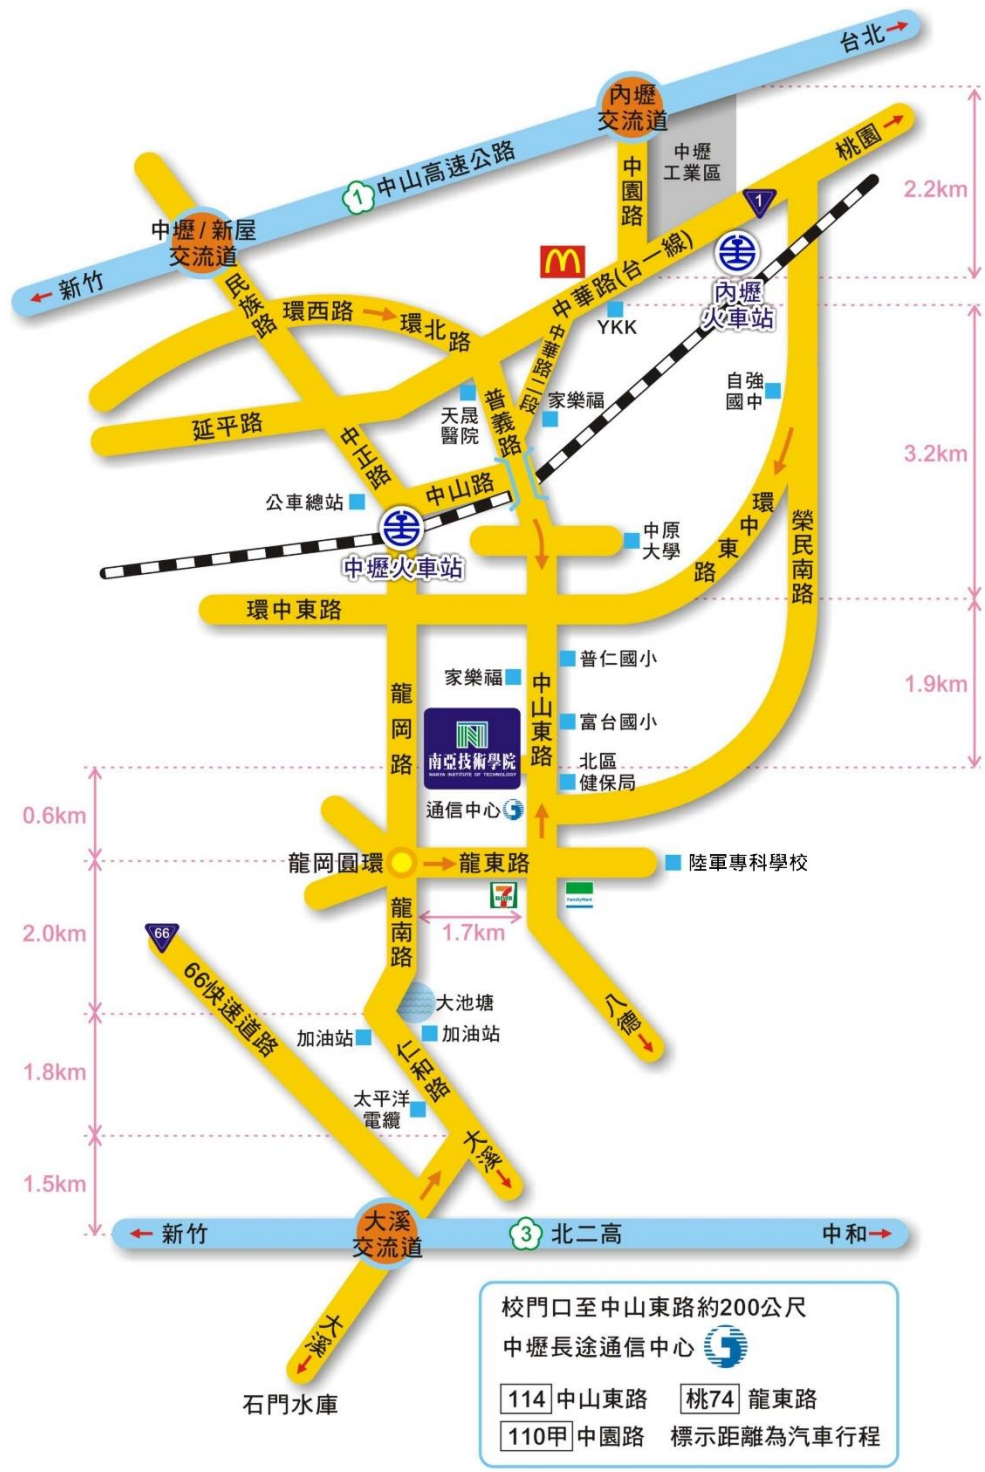 台北
內壢
交流道
中壢
工業區
桃園
中園路
1
中山高速公路
2.2km
中壢/新屋
交流道
新竹
1
中華路(台一線)
民族路
環西路
環北路
內壢
火車站
YKK
中華路二段
自強
國中
家樂福
天晟
醫院
普義路
延平路
中正路
3.2km
中山路
公車總站
中原
大學
環中東路
榮民南路
中壢火車站
環中東路
普仁國小
家樂福
龍岡路
中山東路
1.9km
富台國小
南亞技術學院
NANYA INSTITUTE OF TECHNOLOGY
北區
健保局
通信中心
0.6km
龍岡圓環
龍東路
陸軍專科學校
7
ELEVEN
FamilyMart
龍南路
1.7km
2.0km
66
66快速道路
大池塘
加油站
加油站
八德
仁和路
1.8km
太平洋
電纜
大溪
1.5km
大溪
交流道
新竹
3
北二高
中和
大溪
石門水庫
校門口至中山東路約200公尺
中壢長途通信中心
114 中山東路 桃74 龍東路
110甲 中園路 標示距離為汽車行程